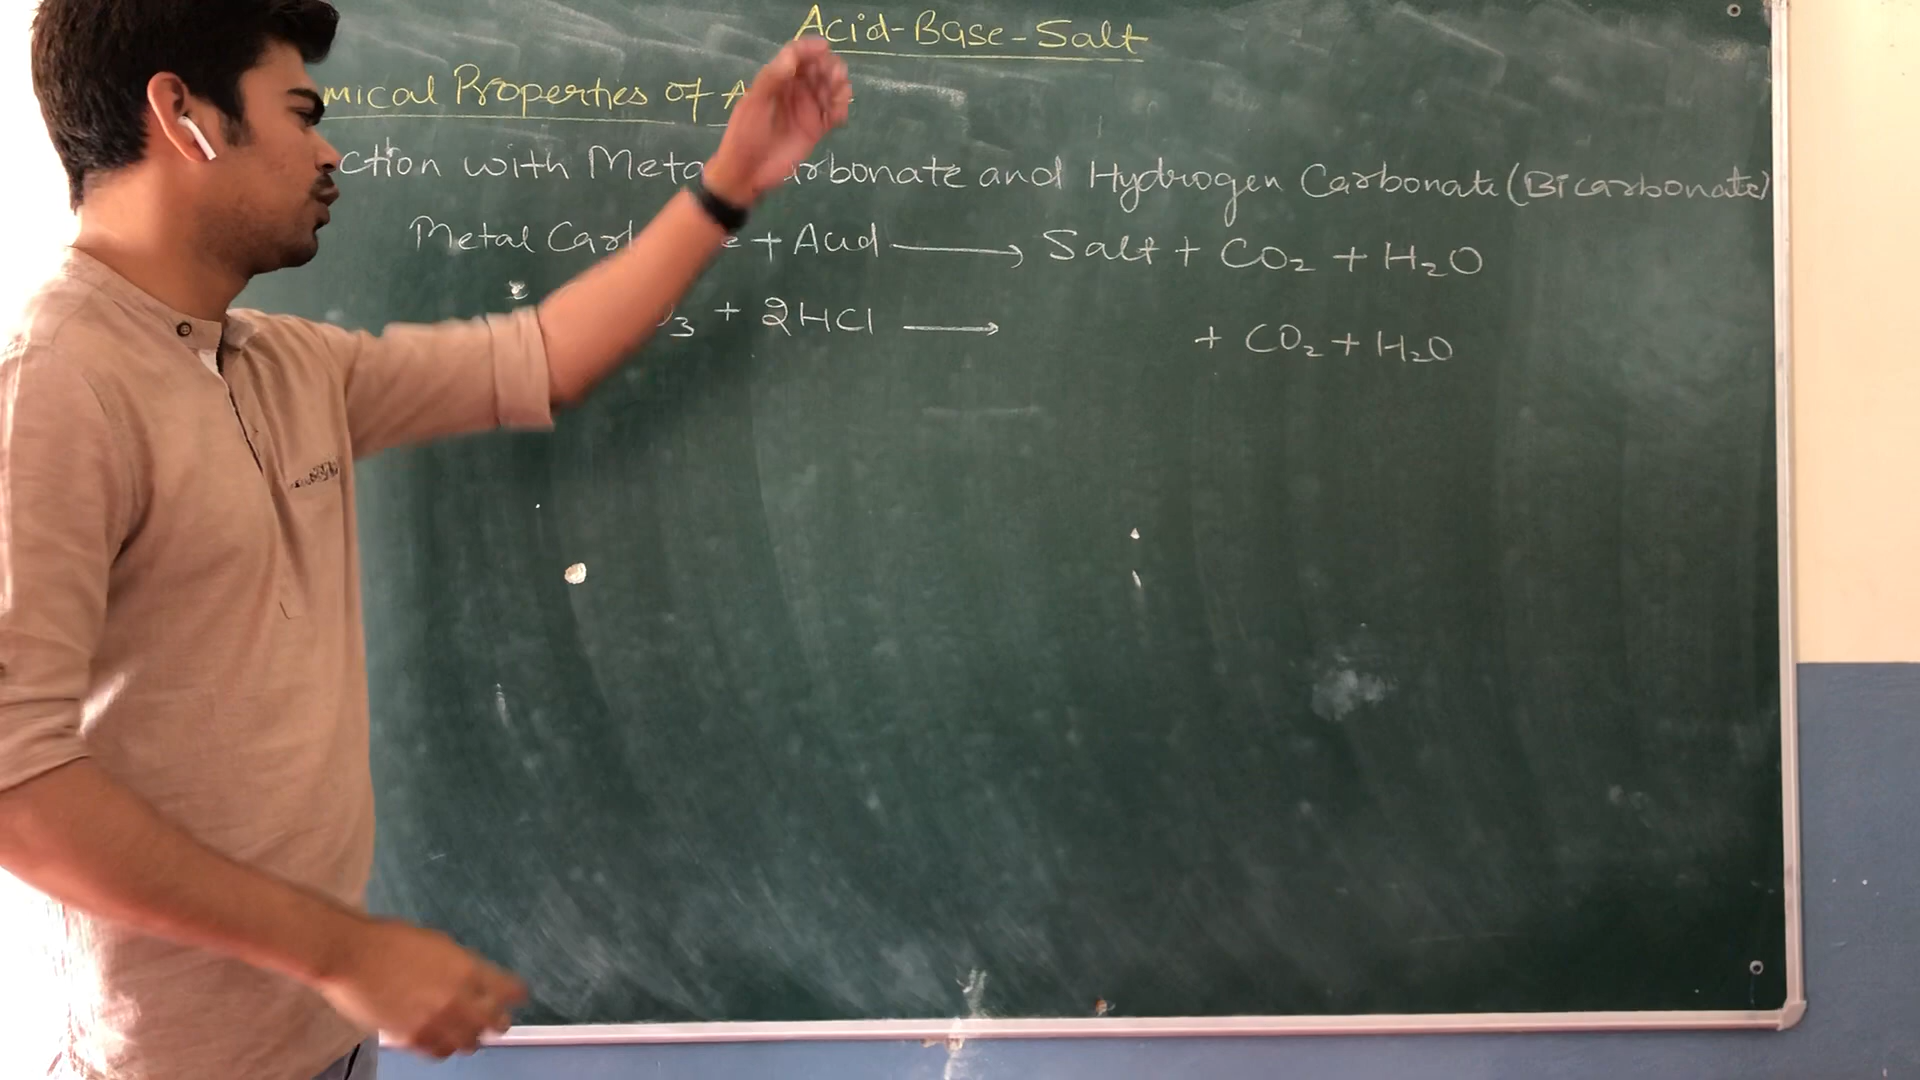 Acid-Base-Salt
mical Properties of A
ction with Meta arbonate and Hydrogen Carbonate (Bicarbonate)
Metal Car e + Acid ⟶ Salt + CO₂ + H₂O
₃ + 2HCl ⟶ + CO₂ + H₂O